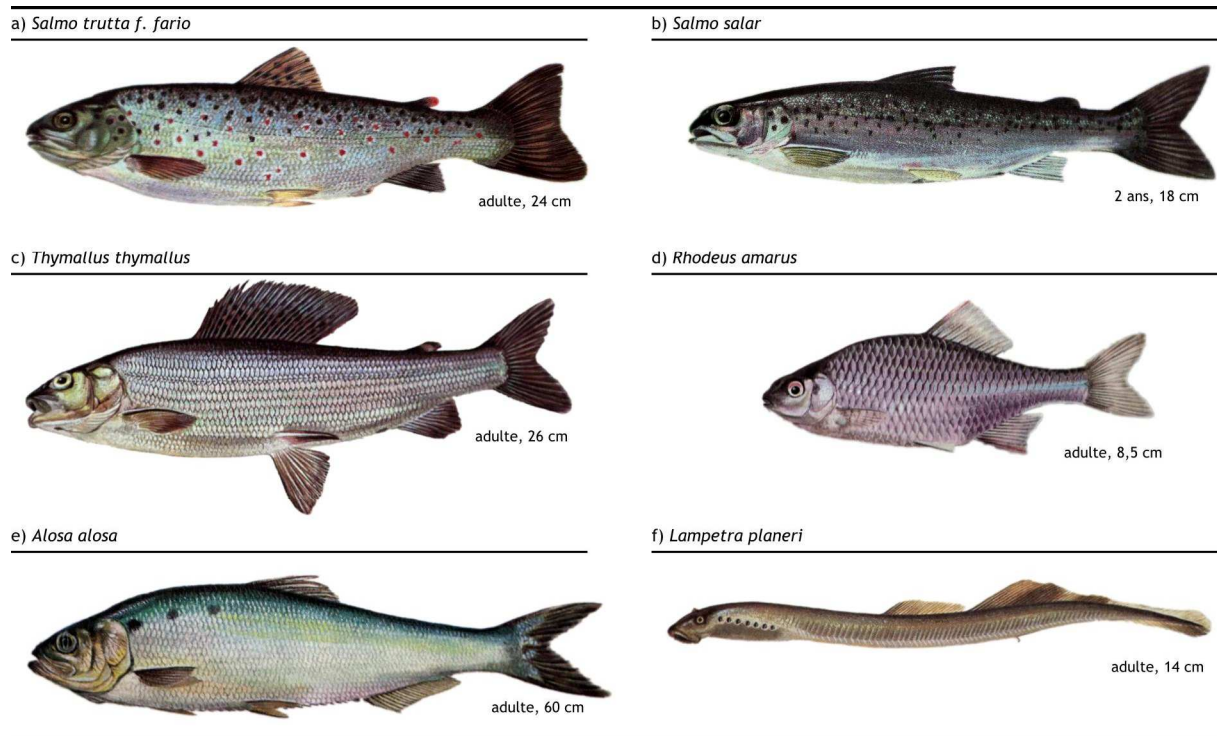 a) Salmo trutta f. fario
b) Salmo salar
adulte, 24 cm
2 ans, 18 cm
c) Thymallus thymallus
d) Rhodeus amarus
adulte, 26 cm
adulte, 8,5 cm
e) Alosa alosa
f) Lampetra planeri
adulte, 60 cm
adulte, 14 cm